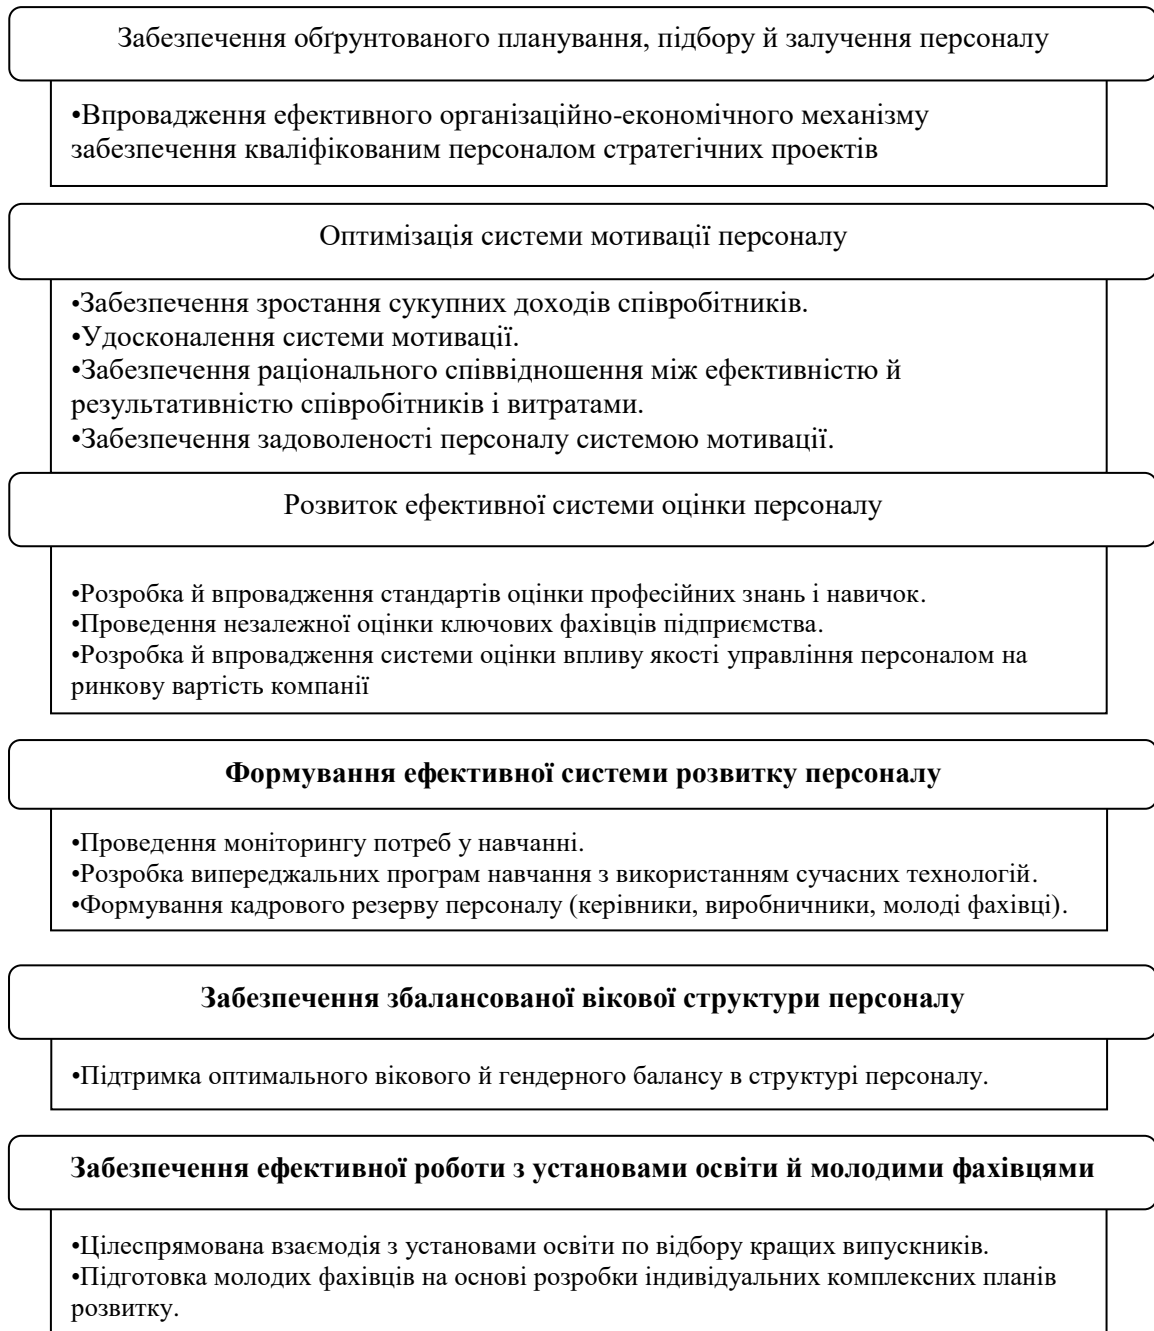 Забезпечення обґрунтованого планування, підбору й залучення персоналу
•Впровадження ефективного організаційно-економічного механізму
забезпечення кваліфікованим персоналом стратегічних проектів
Оптимізація системи мотивації персоналу
•Забезпечення зростання сукупних доходів співробітників.
•Удосконалення системи мотивації.
•Забезпечення раціонального співвідношення між ефективністю й
результативністю співробітників і витратами.
•Забезпечення задоволеності персоналу системою мотивації.
Розвиток ефективної системи оцінки персоналу
•Розробка й впровадження стандартів оцінки професійних знань і навичок.
•Проведення незалежної оцінки ключових фахівців підприємства.
•Розробка й впровадження системи оцінки впливу якості управління персоналом на
ринкову вартість компанії
Формування ефективної системи розвитку персоналу
•Проведення моніторингу потреб у навчанні.
•Розробка випереджальних програм навчання з використанням сучасних технологій.
•Формування кадрового резерву персоналу (керівники, виробничники, молоді фахівці).
Забезпечення збалансованої вікової структури персоналу
•Підтримка оптимального вікового й гендерного балансу в структурі персоналу.
Забезпечення ефективної роботи з установами освіти й молодими фахівцями
•Цілеспрямована взаємодія з установами освіти по відбору кращих випускників.
•Підготовка молодих фахівців на основі розробки індивідуальних комплексних планів
розвитку.